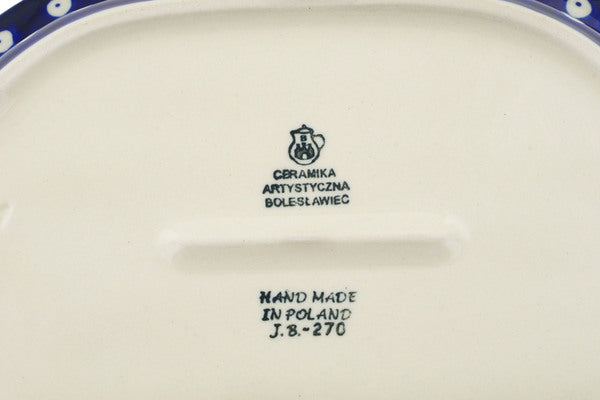 B
CERAMIKA
ARTYSTYCZNA
BOLESŁAWIEC
HAND MADE
IN POLAND
J.B.-270